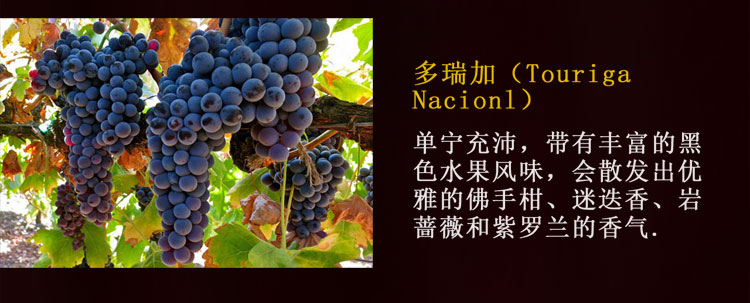 多瑞加（Touriga
Nacionl）
单宁充沛，带有丰富的黑
色水果风味，会散发出优
雅的佛手柑、迷迭香、岩
蔷薇和紫罗兰的香气.